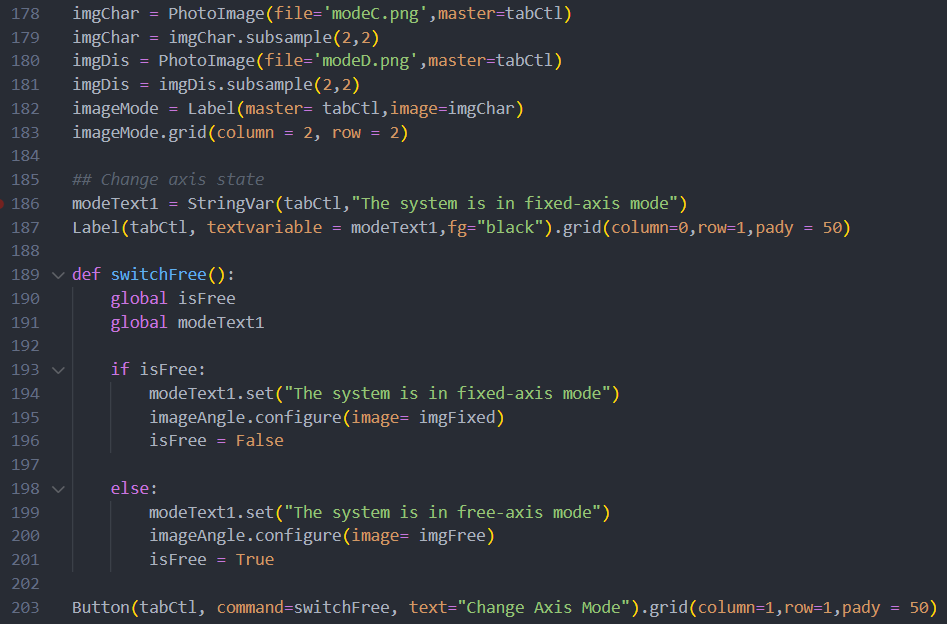 178 imgChar = PhotoImage(file='modeC.png',master=tabCtl)
179 imgChar = imgChar.subsample(2,2)
180 imgDis = PhotoImage(file='modeD.png',master=tabCtl)
181 imgDis = imgDis.subsample(2,2)
182 imageMode = Label(master= tabCtl,image=imgChar)
183 imageMode.grid(column = 2, row = 2)
184
185 ## Change axis state
186 modeText1 = StringVar(tabCtl,"The system is in fixed-axis mode")
187 Label(tabCtl, textvariable = modeText1,fg="black").grid(column=0,row=1,pady = 50)
188
189 def switchFree():
190     global isFree
191     global modeText1
192
193     if isFree:
194         modeText1.set("The system is in fixed-axis mode")
195         imageAngle.configure(image= imgFixed)
196         isFree = False
197
198     else:
199         modeText1.set("The system is in free-axis mode")
200         imageAngle.configure(image= imgFree)
201         isFree = True
202
203 Button(tabCtl, command=switchFree, text="Change Axis Mode").grid(column=1,row=1,pady = 50)